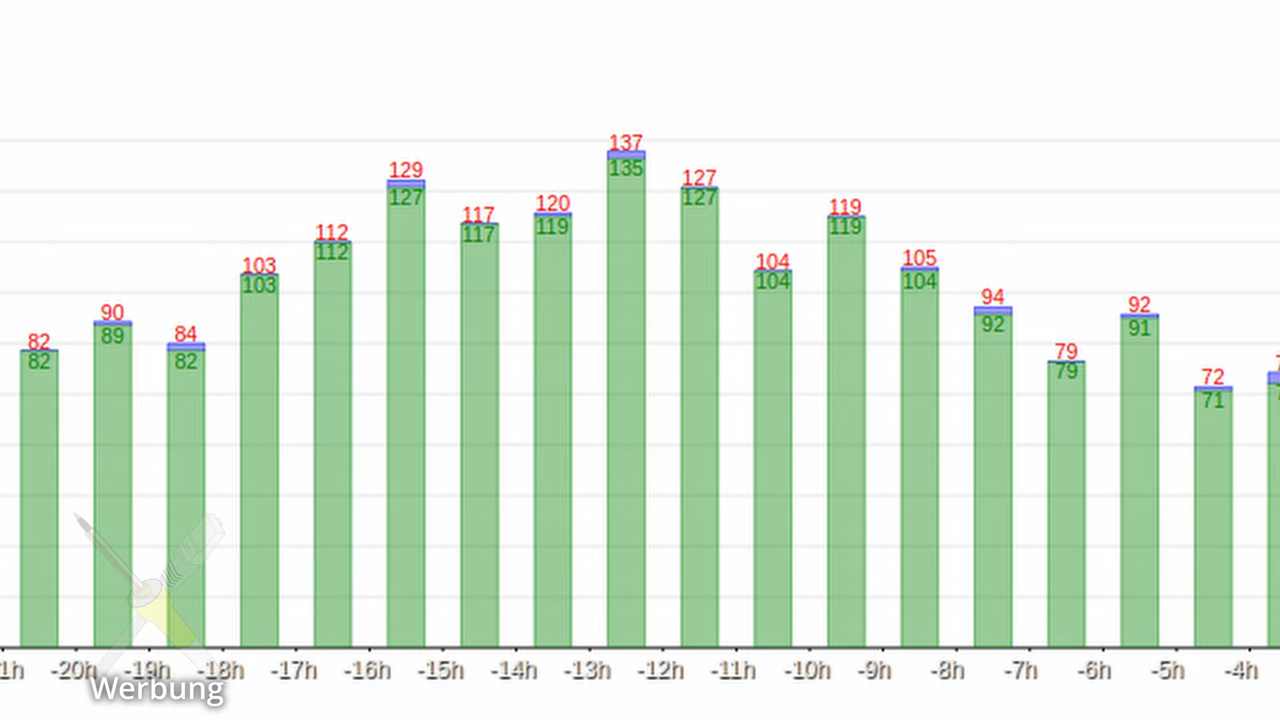 82 90 84 103 112 129 117 120 137 127 104 119 105 94 79 92 72
82 89 82 103 112 127 117 119 135 127 104 119 104 92 79 91 71
-20h -19h -18h -17h -16h -15h -14h -13h -12h -11h -10h -9h -8h -7h -6h -5h -4h
Werbung